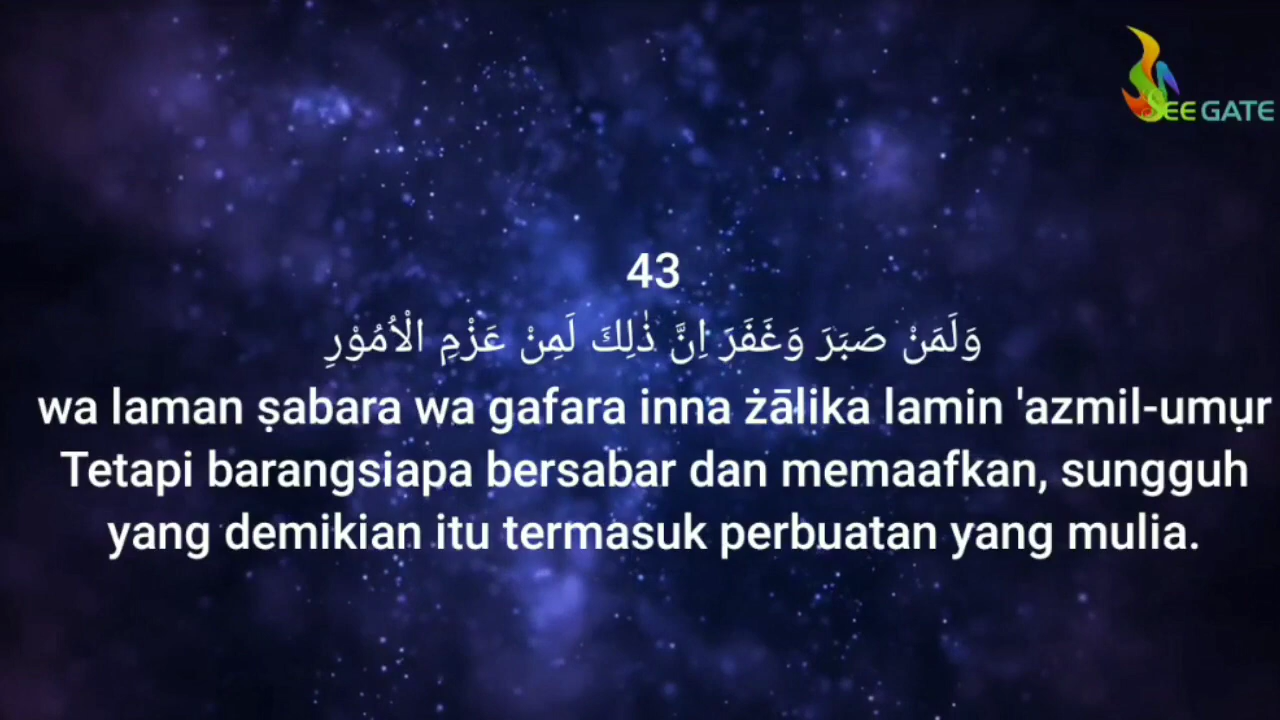 SEE GATE
43
وَلَمَنْ صَبَرَ وَغَفَرَ اِنَّ ذٰلِكَ لَمِنْ عَزْمِ الْاُمُوْرِ
wa laman ṣabara wa gafara inna żālika lamin 'azmil-umụr
Tetapi barangsiapa bersabar dan memaafkan, sungguh
yang demikian itu termasuk perbuatan yang mulia.